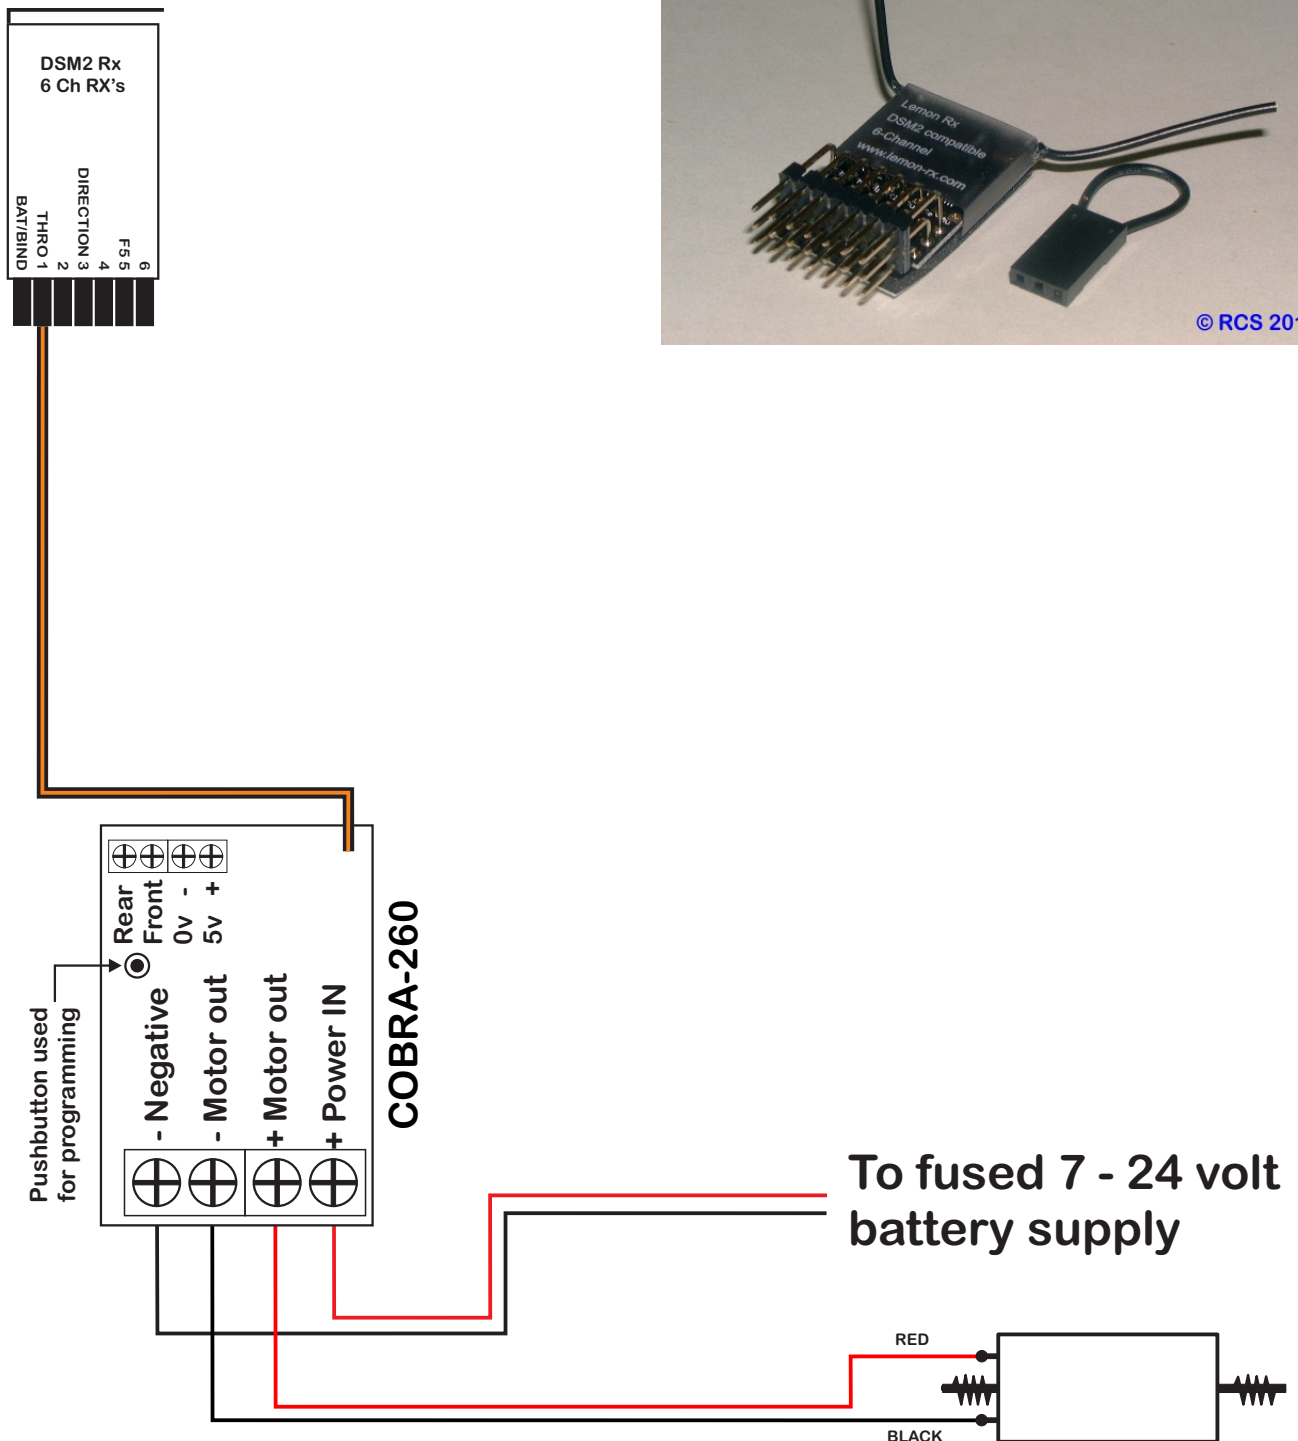 DSM2 Rx
6 Ch RX's
BAT/BIND
THRO 1
2
DIRECTION 3
4
F5 5
6
Lemon Rx
DSM2 compatible
6-Channel
www.lemon-rx.com
© RCS 201
Rear
Front
0v -
5v +
Pushbutton used
for programming
- Negative
- Motor out
+ Motor out
+ Power IN
COBRA-260
To fused 7 - 24 volt
battery supply
RED
BLACK